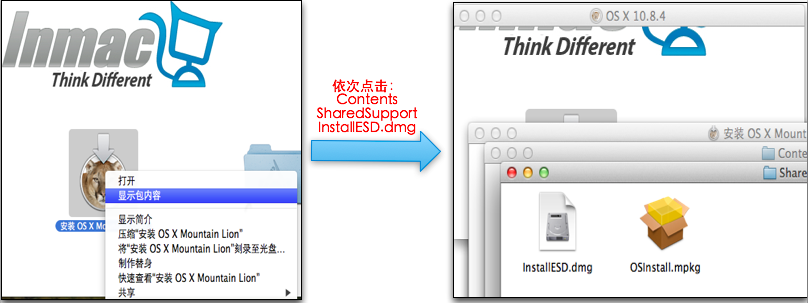 Inmac
Think Different
打开
显示包内容
安装 OS X Mo
显示简介
压缩“安装 OS X Mountain Lion”
将“安装 OS X Mountain Lion”刻录至光盘...
制作替身
快速查看“安装 OS X Mountain Lion”
共享
依次点击：
Contents
SharedSupport
InstallESD.dmg
OS X 10.8.4
Think Different
安装 OS X Mount
Conte
Share
InstallESD.dmg
OSInstall.mpkg